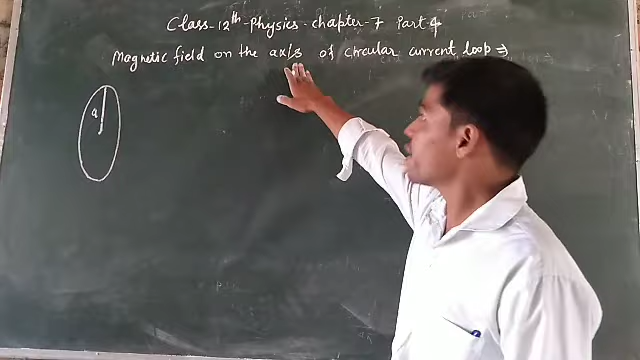 Class-12th-Physics-chapter-7 Part 4
Magnetic field on the axis of circular current loop ⇒
a